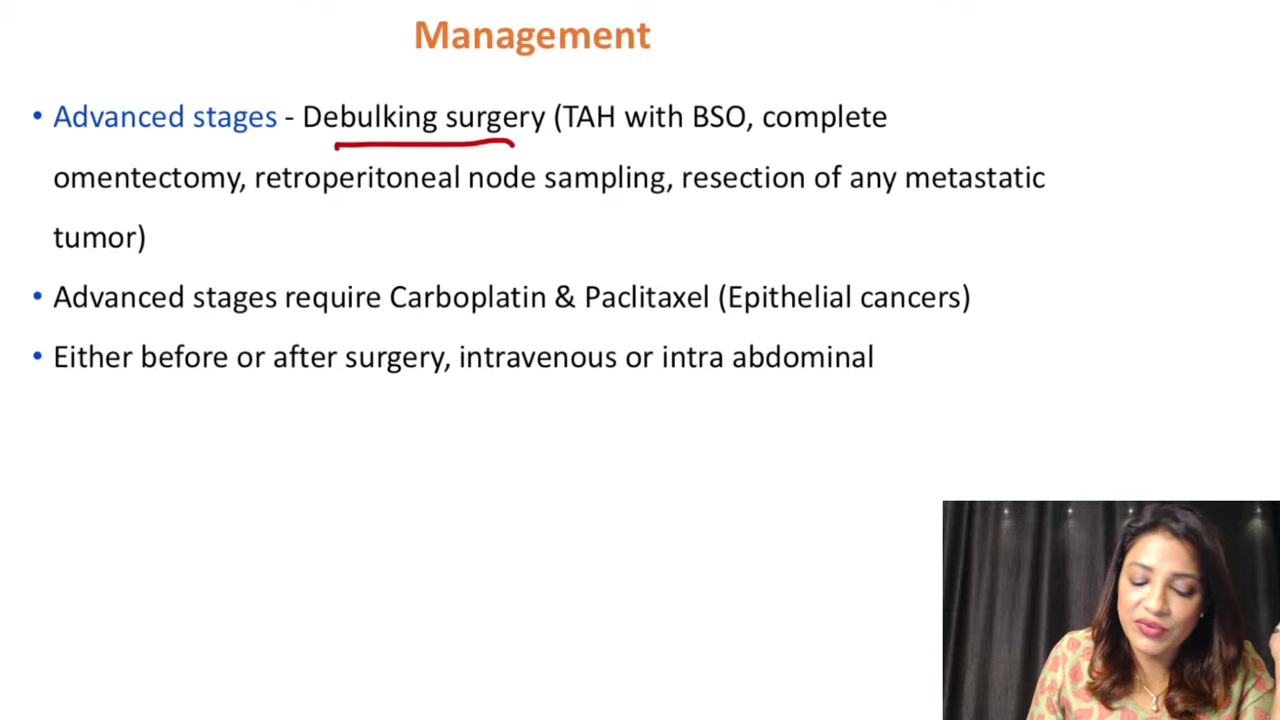 Management
• Advanced stages - Debulking surgery (TAH with BSO, complete
omentectomy, retroperitoneal node sampling, resection of any metastatic
tumor)
• Advanced stages require Carboplatin & Paclitaxel (Epithelial cancers)
• Either before or after surgery, intravenous or intra abdominal